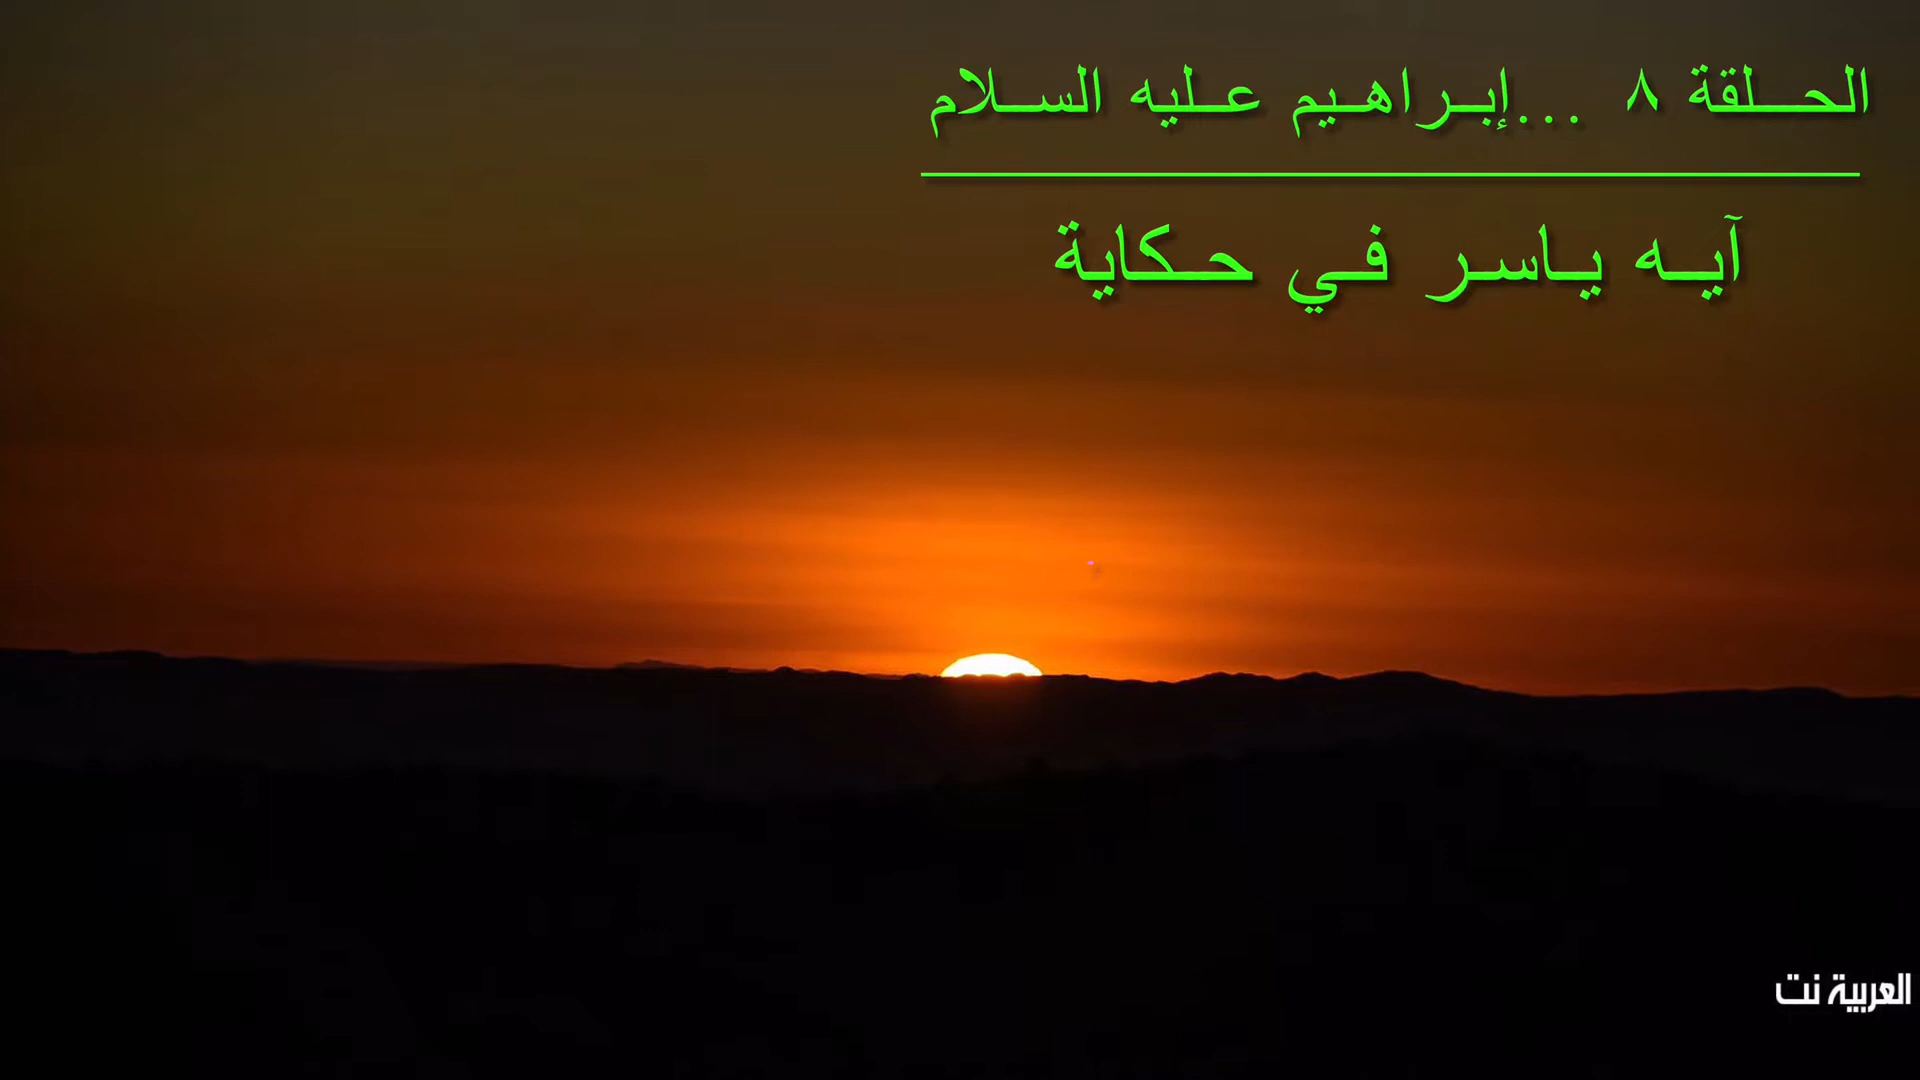 الحلقة ٨ ...إبراهيم عليه السلام
آيه ياسر في حكاية
العربية نت